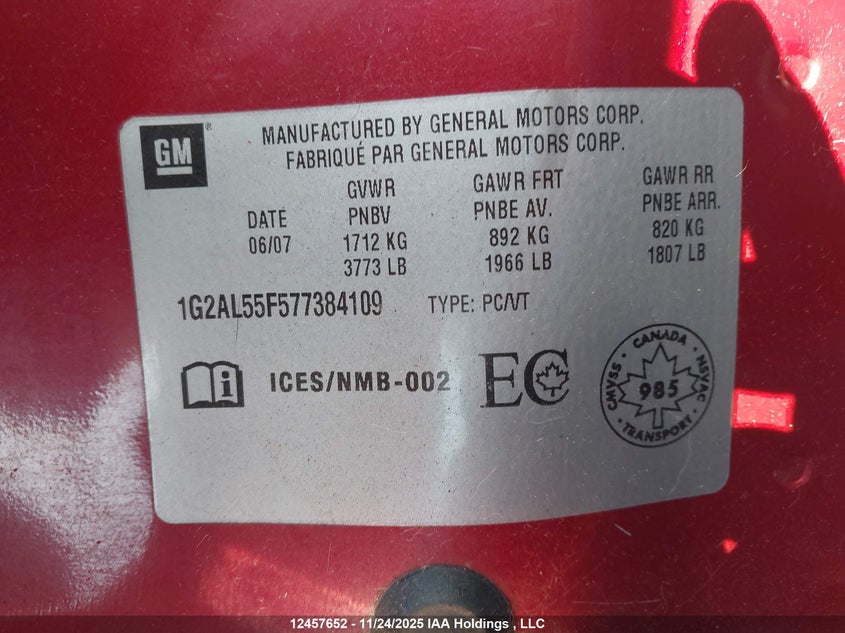 GM
MANUFACTURED BY GENERAL MOTORS CORP.
FABRIQUÉ PAR GENERAL MOTORS CORP.
DATE GVWR GAWR FRT GAWR RR
PNBV PNBE AV. PNBE ARR.
06/07 1712 KG 892 KG 820 KG
3773 LB 1966 LB 1807 LB
1G2AL55F577384109 TYPE: PC/VT
i ICES/NMB-002 EC
CMVSS • CANADA • NSVAC • TRANSPORT •
985
12457652 - 11/24/2025 IAA Holdings , LLC